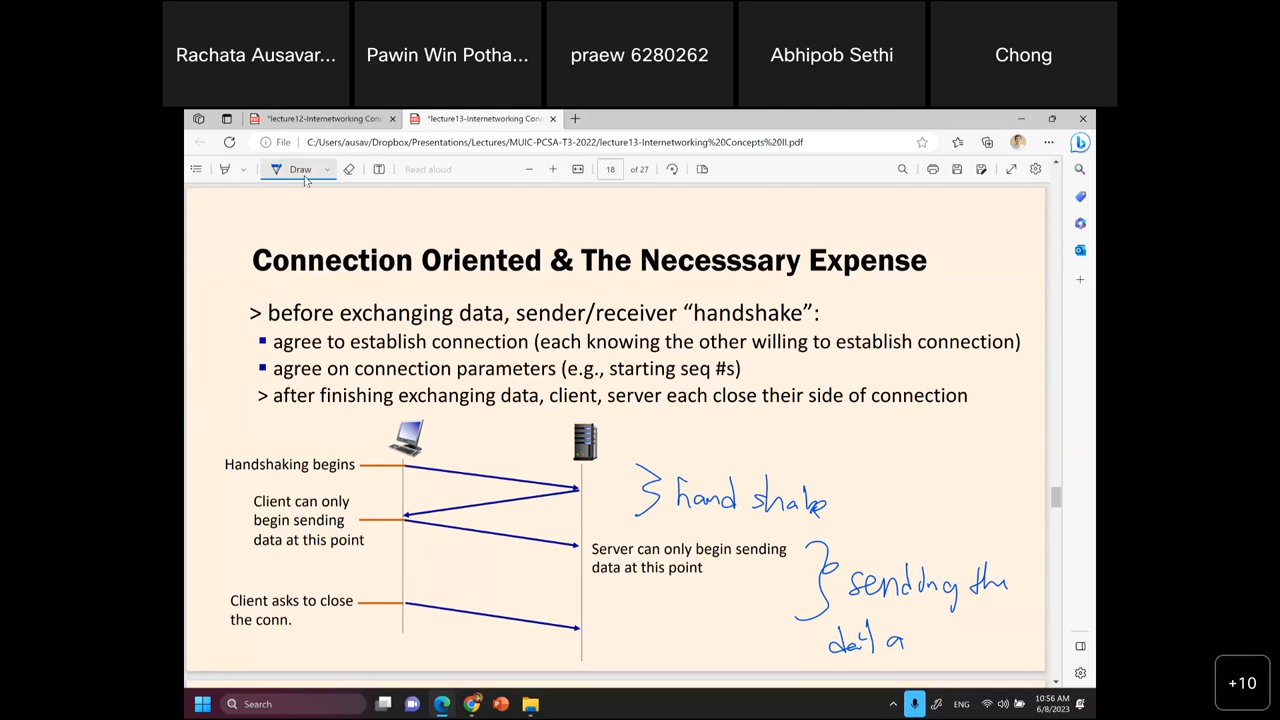 Rachata Ausavar...
Pawin Win Potha...
praew 6280262
Abhipob Sethi
Chong
*lecture12-Internetworking Conc
*lecture13-Internetworking Conc
File
C:/Users/ausav/Dropbox/Presentations/Lectures/MUIC-PCSA-T3-2022/lecture13-Internetworking%20Concepts%20II.pdf
Draw
Read aloud
18
of 27
Connection Oriented & The Necesssary Expense
> before exchanging data, sender/receiver “handshake”:
agree to establish connection (each knowing the other willing to establish connection)
agree on connection parameters (e.g., starting seq #s)
> after finishing exchanging data, client, server each close their side of connection
Handshaking begins
Client can only
begin sending
data at this point
hand shake
Server can only begin sending
data at this point
sending the
data
Client asks to close
the conn.
+10
Search
ENG
10:56 AM
6/8/2023